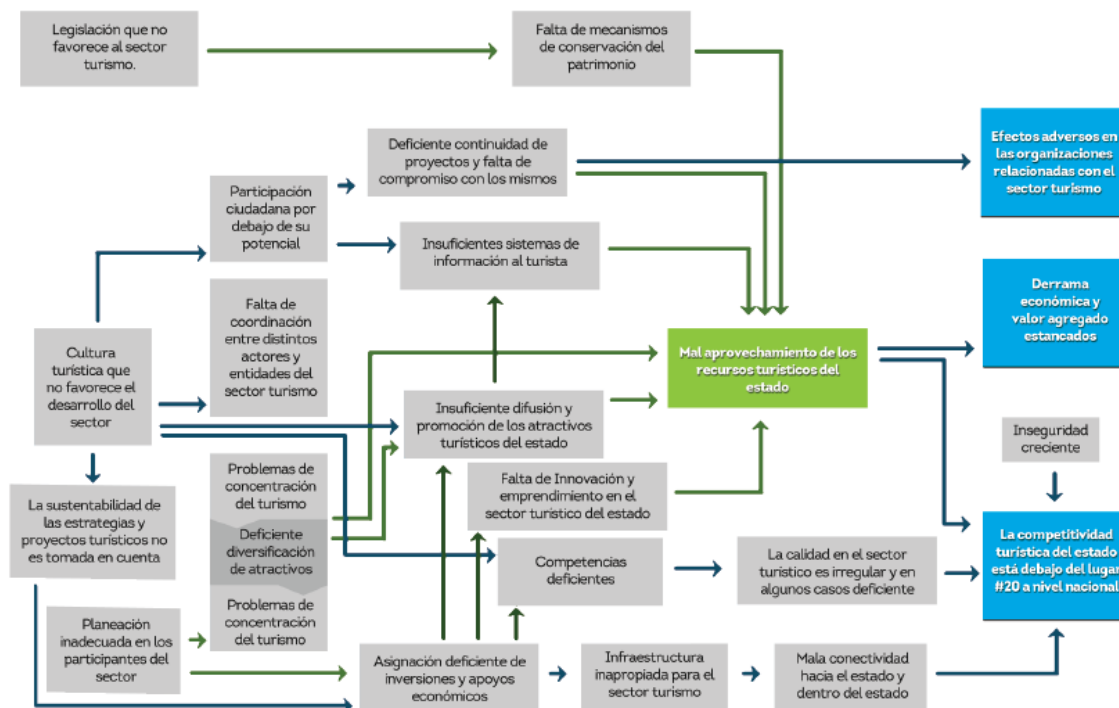 Legislación que no
favorece al sector
turismo.
Falta de mecanismos
de conservación del
patrimonio
Deficiente continuidad de
proyectos y falta de
compromiso con los mismos
Efectos adversos en
las organizaciones
relacionadas con el
sector turismo
Participación
ciudadana por
debajo de su
potencial
Insuficientes sistemas de
información al turista
Falta de
coordinación
entre distintos
actores y
entidades del
sector turismo
Derrama
económica y
valor agregado
estancados
Cultura
turística que
no favorece el
desarrollo del
sector
Mal aprovechamiento de los
recursos turísticos del
estado
Insuficiente difusión y
promoción de los atractivos
turísticos del estado
Inseguridad
creciente
Problemas de
concentración
del turismo
Falta de Innovación y
emprendimiento en el
sector turístico del estado
La sustentabilidad de
las estrategias y
proyectos turísticos no
es tomada en cuenta
Deficiente
diversificación
de atractivos
Competencias
deficientes
La calidad en el sector
turístico es irregular y en
algunos casos deficiente
La competitividad
turística del estado
está debajo del lugar
#20 a nivel nacional
Problemas de
concentración
del turismo
Planeación
inadecuada en los
participantes del
sector
Asignación deficiente de
inversiones y apoyos
económicos
Infraestructura
inapropiada para el
sector turismo
Mala conectividad
hacia el estado y
dentro del estado